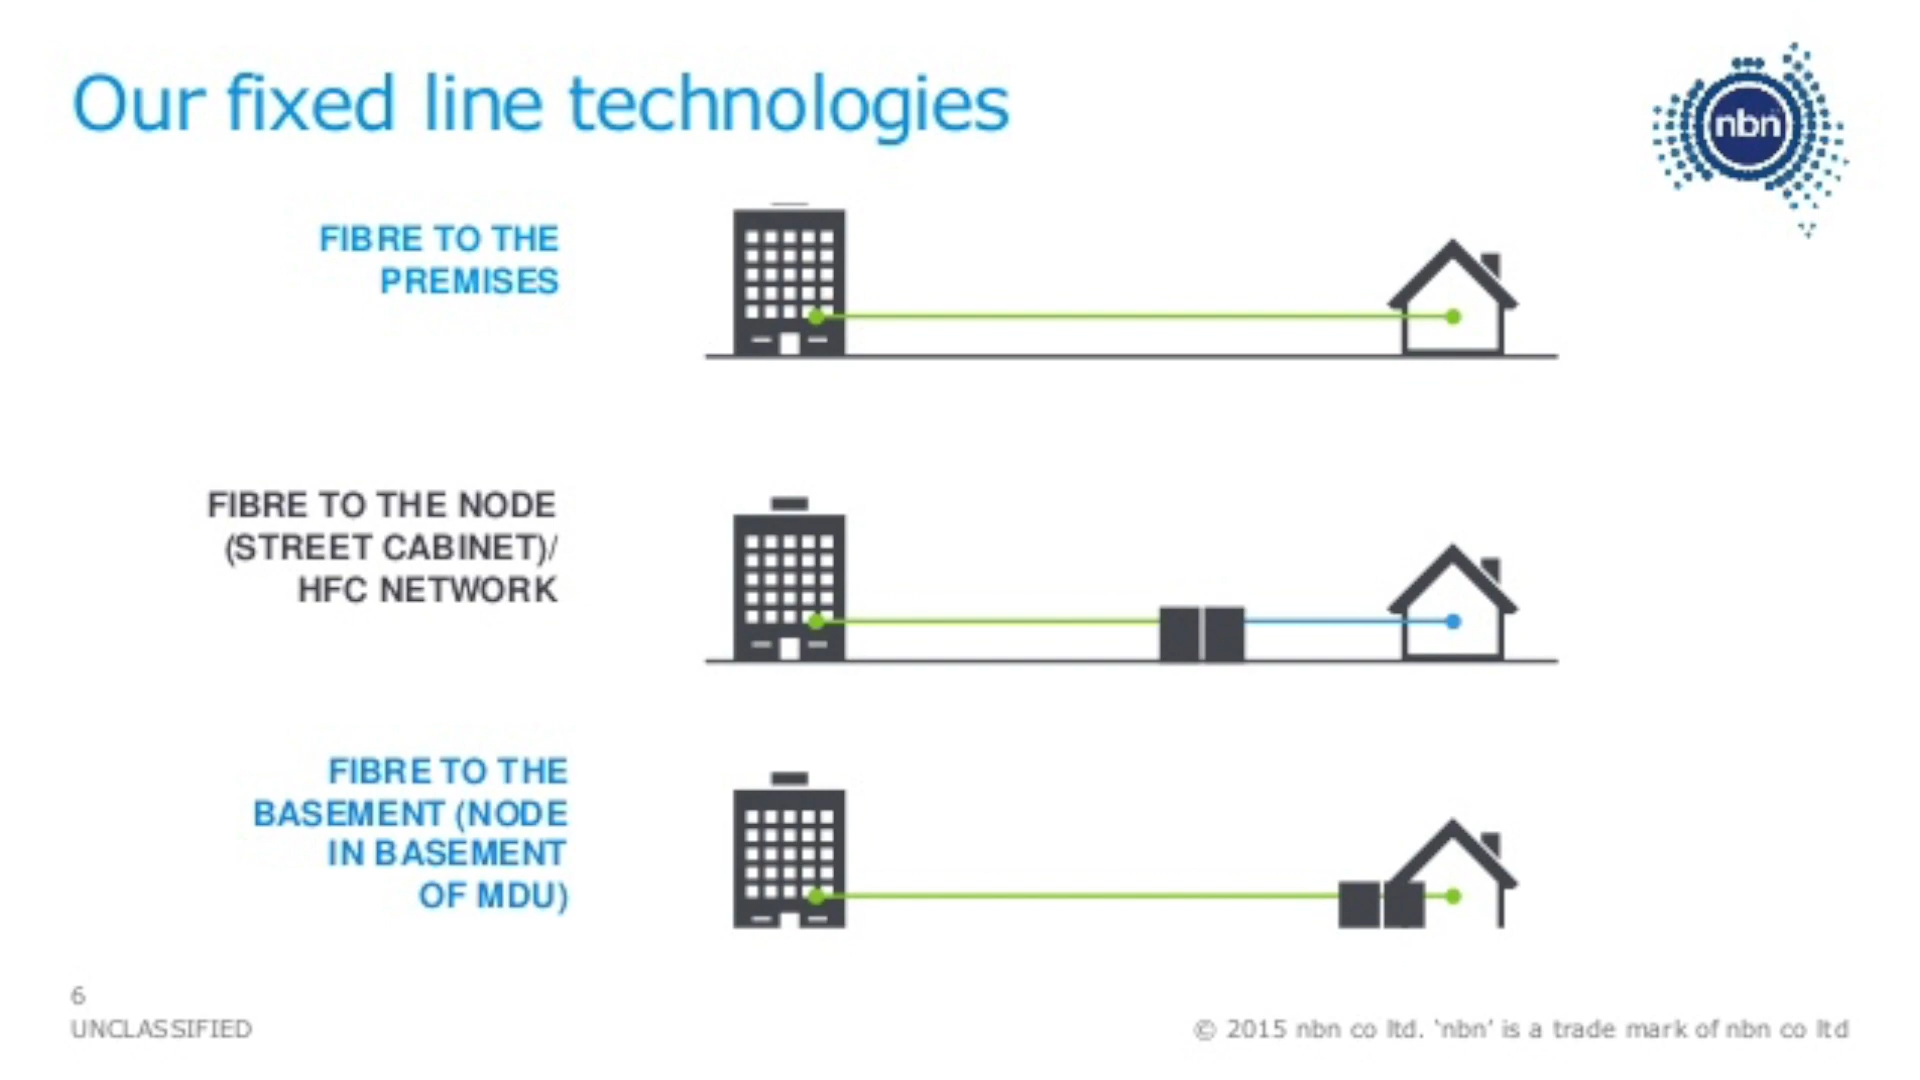 Our fixed line technologies
nbn
FIBRE TO THE
PREMISES
FIBRE TO THE NODE
(STREET CABINET)/
HFC NETWORK
FIBRE TO THE
BASEMENT (NODE
IN BASEMENT
OF MDU)
6
UNCLASSIFIED
© 2015 nbn co ltd. 'nbn' is a trade mark of nbn co ltd